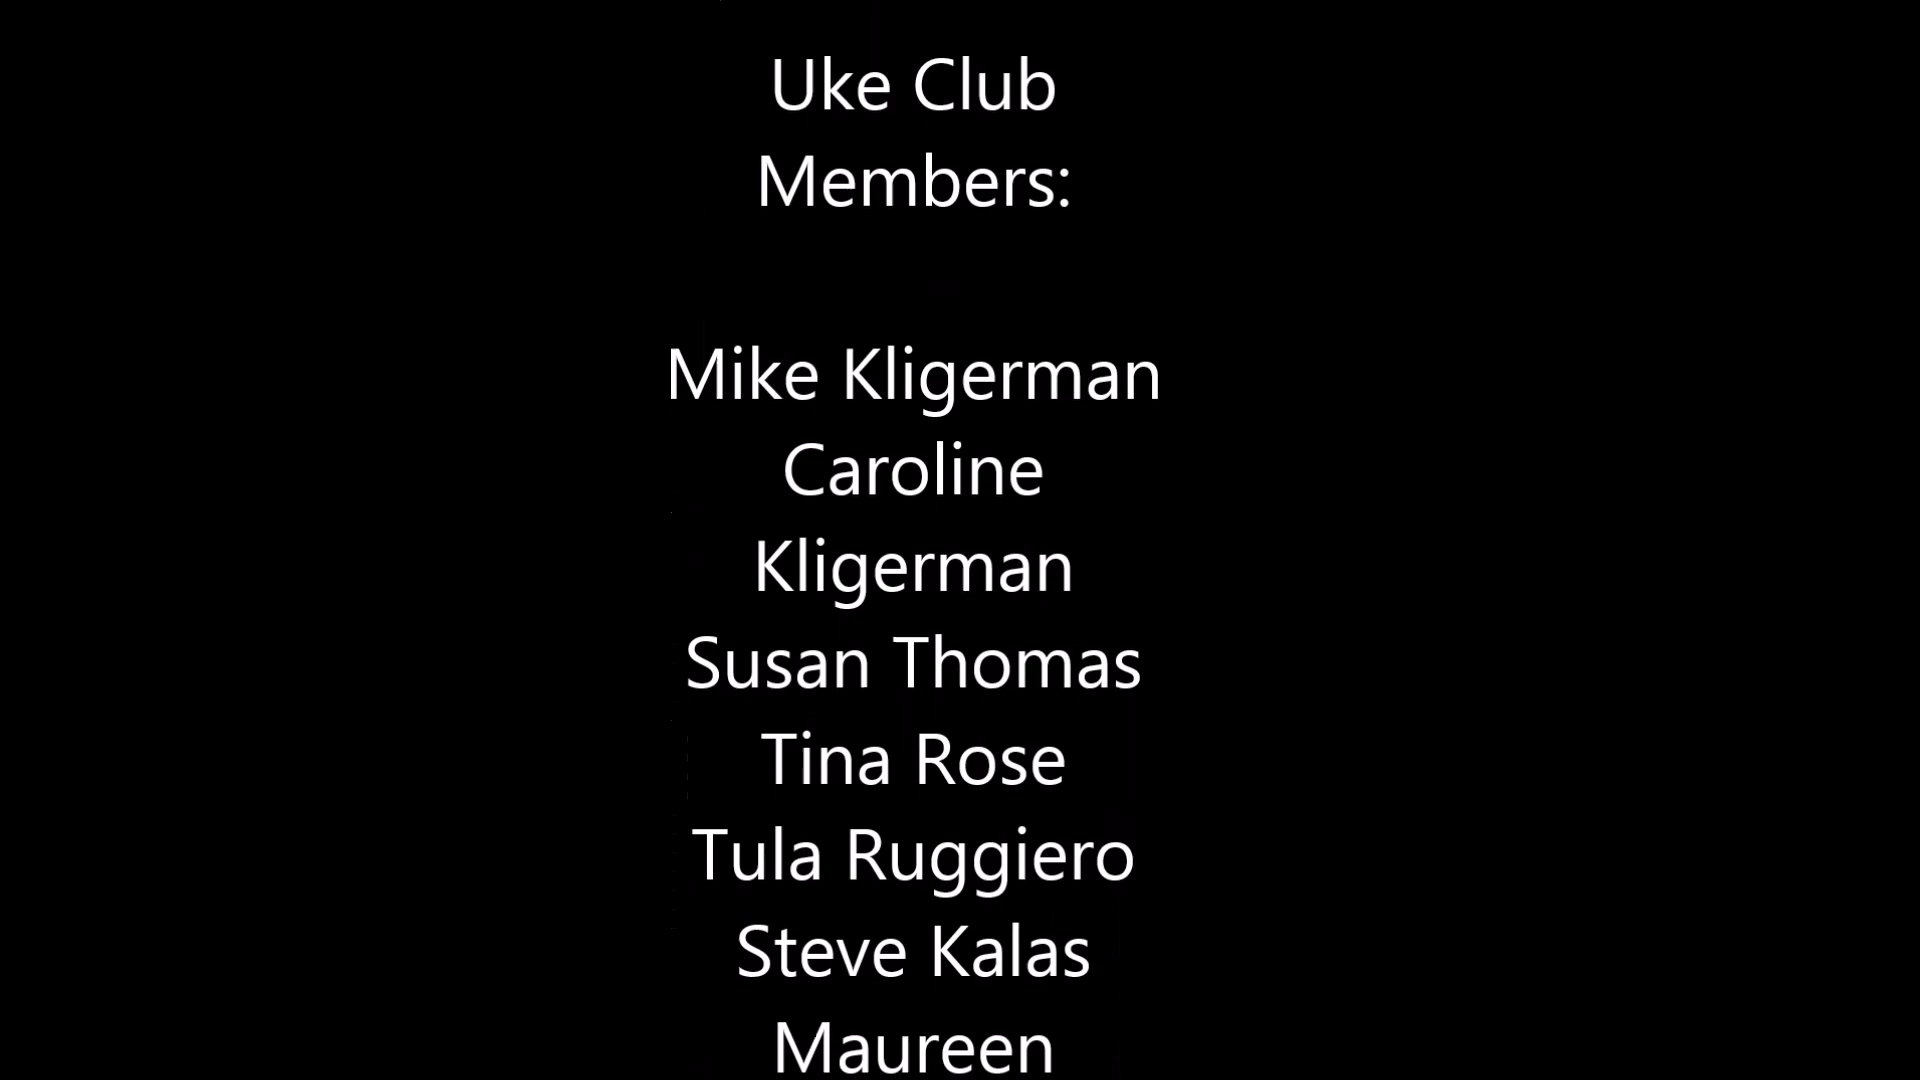 Uke Club
Members:
Mike Kligerman
Caroline
Kligerman
Susan Thomas
Tina Rose
Tula Ruggiero
Steve Kalas
Maureen